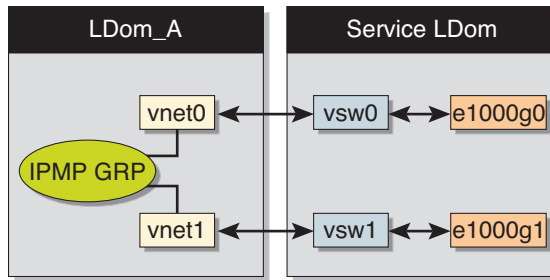 LDom_A
Service LDom
vnet0
vsw0
e1000g0
IPMP GRP
vnet1
vsw1
e1000g1